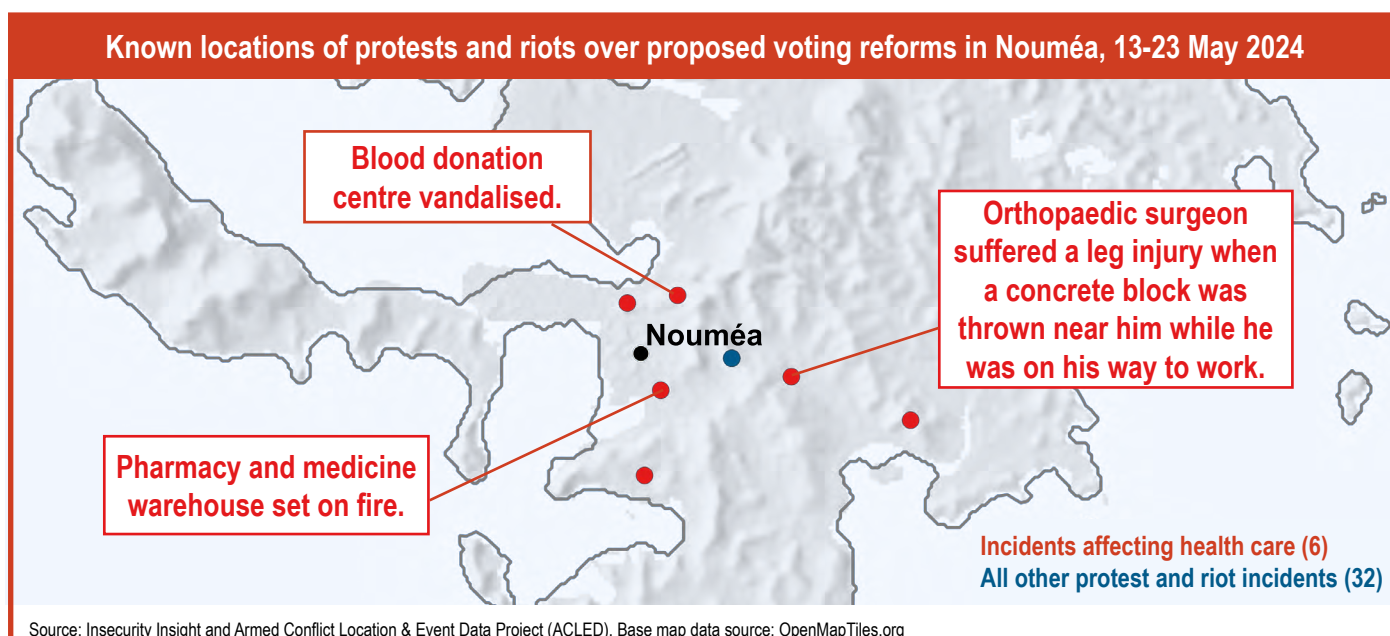 Known locations of protests and riots over proposed voting reforms in Nouméa, 13-23 May 2024
Blood donation
centre vandalised.
Orthopaedic surgeon
suffered a leg injury when
a concrete block was
thrown near him while he
was on his way to work.
Nouméa
Pharmacy and medicine
warehouse set on fire.
Incidents affecting health care (6)
All other protest and riot incidents (32)
Source: Insecurity Insight and Armed Conflict Location & Event Data Project (ACLED). Base map data source: OpenMapTiles.org